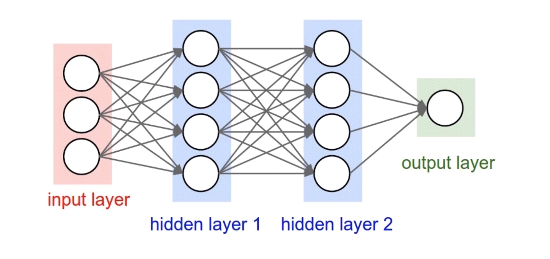 input layer
hidden layer 1
hidden layer 2
output layer